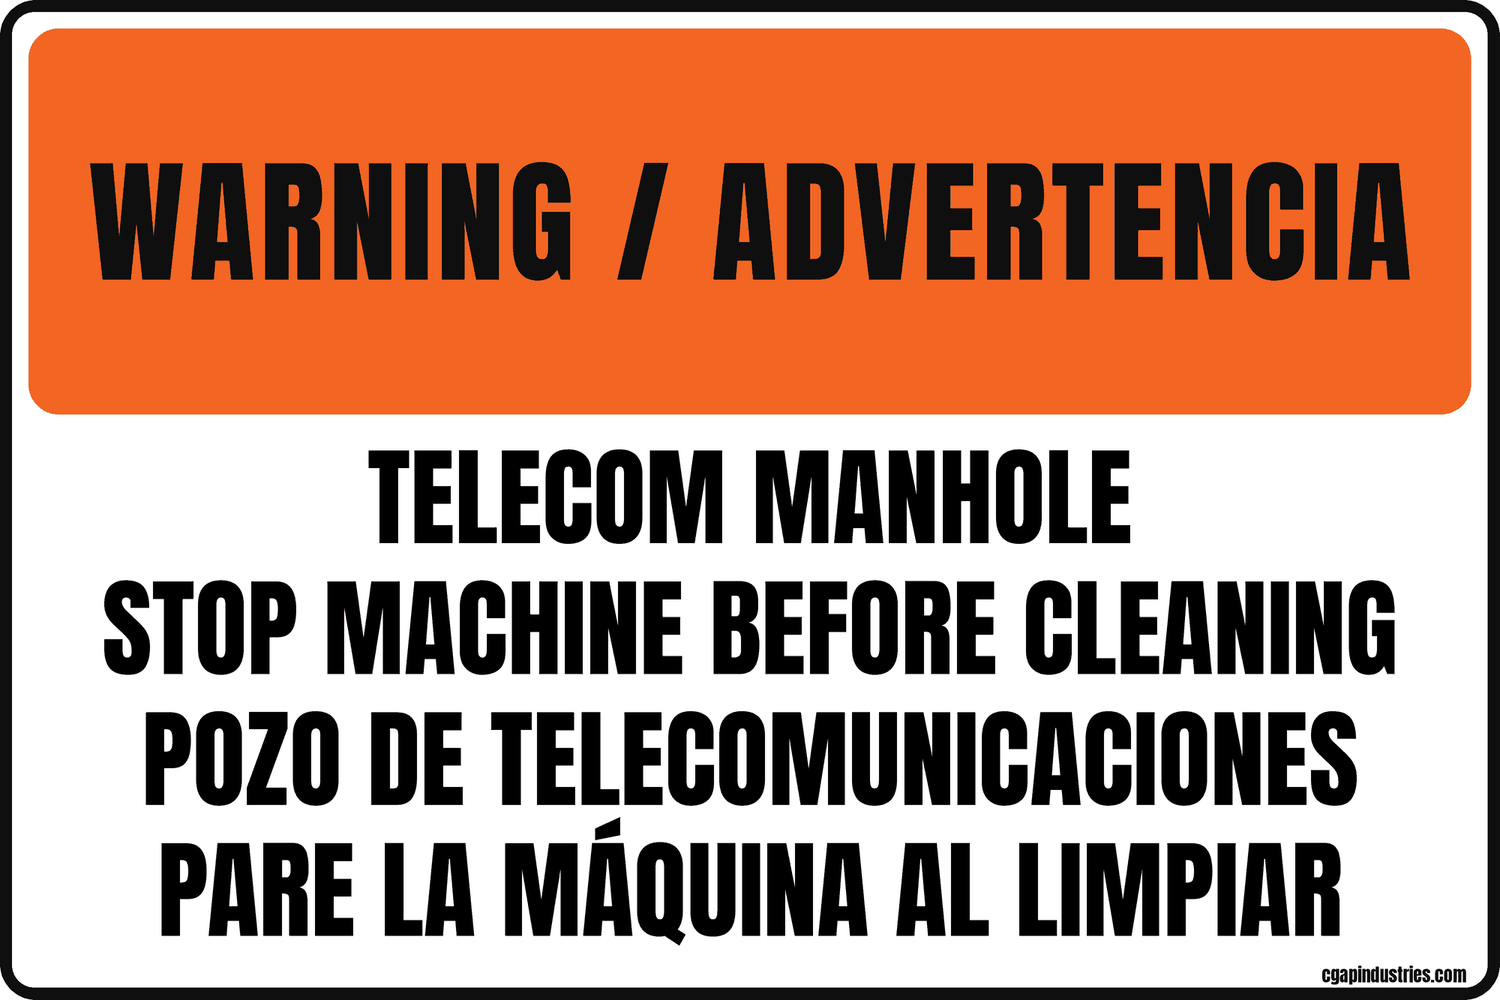 WARNING / ADVERTENCIA
TELECOM MANHOLE
STOP MACHINE BEFORE CLEANING
POZO DE TELECOMUNICACIONES
PARE LA MÁQUINA AL LIMPIAR
cgapindustries.com